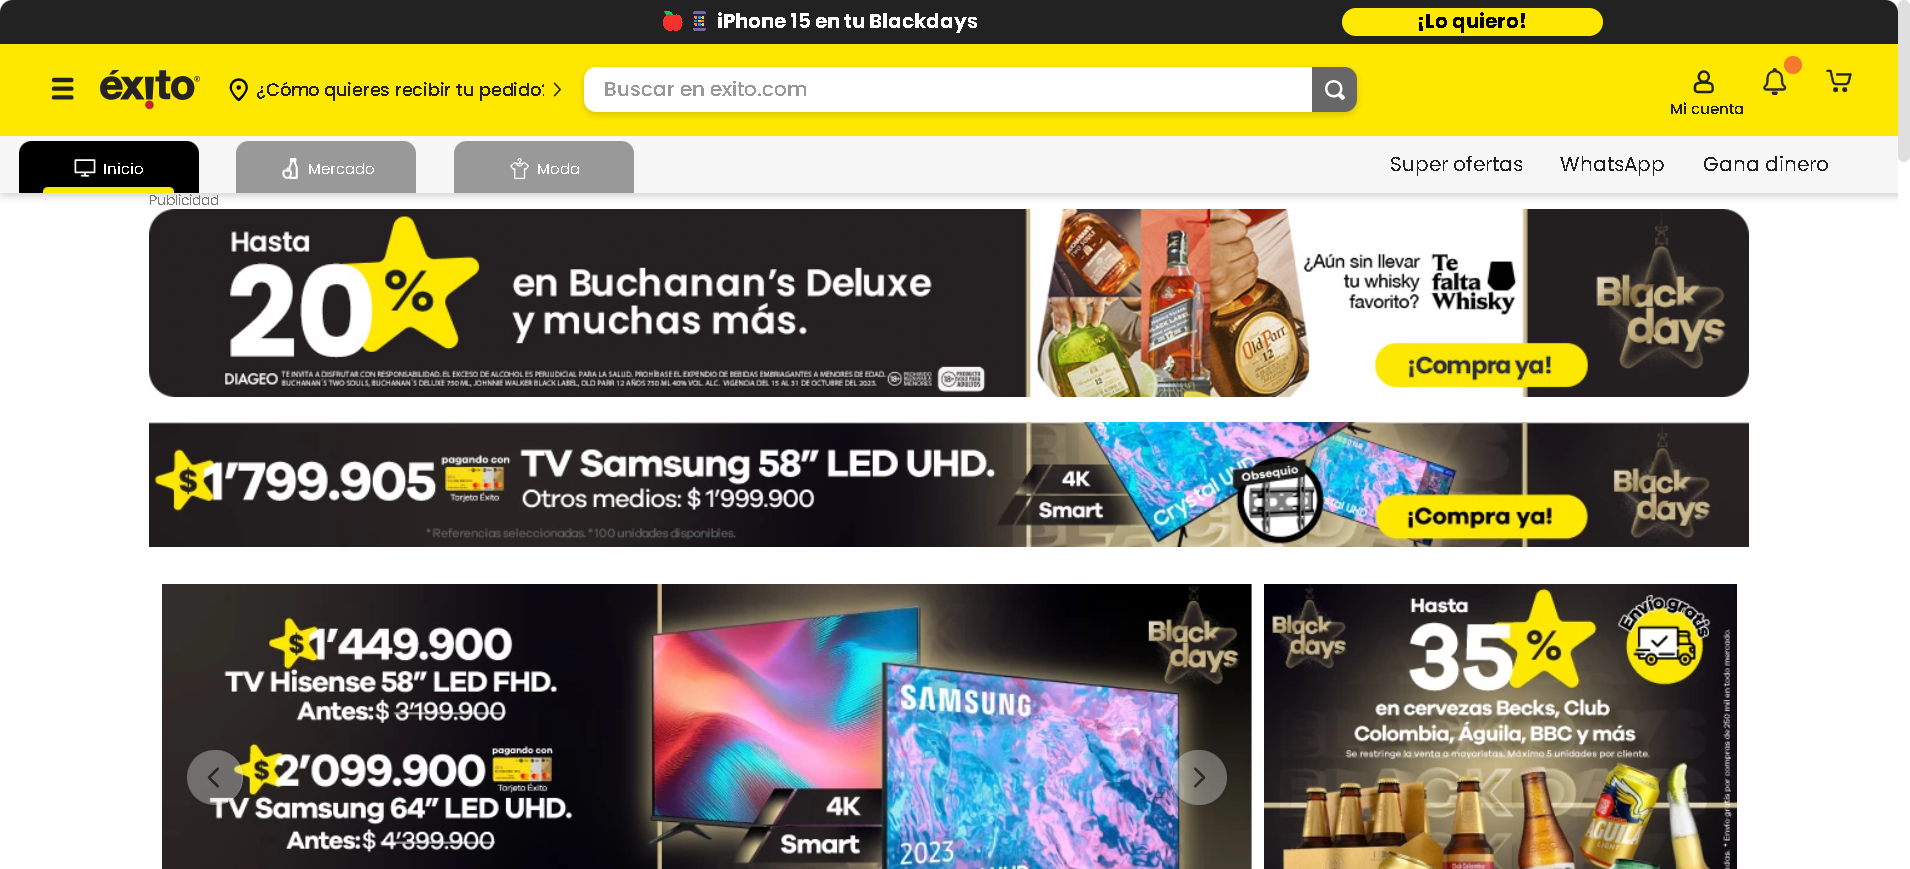 iPhone 15 en tu Blackdays
¡Lo quiero!
éxito
¿Cómo quieres recibir tu pedido?
Buscar en exito.com
Mi cuenta
Inicio
Mercado
Moda
Super ofertas
WhatsApp
Gana dinero
Publicidad
Hasta
20%
en Buchanan's Deluxe
y muchas más.
DIAGEO
TE INVITA A DISFRUTAR CON RESPONSABILIDAD. EL EXCESO DE ALCOHOL ES PERJUDICIAL PARA LA SALUD. PROHÍBASE EL EXPENDIO DE BEBIDAS EMBRIAGANTES A MENORES DE EDAD.
BUCHANAN'S TWO SOULS, BUCHANAN'S DELUXE 750 ML, JOHNNIE WALKER BLACK LABEL, OLD PARR 12 AÑOS 750 ML 40% VOL. ALC. VIGENCIA DEL 15 AL 31 DE OCTUBRE DEL 2023.
18+
Old Parr
12
¿Aún sin llevar
tu whisky
favorito?
Te
falta
Whisky
¡Compra ya!
Black
days
$1'799.905
pagando con
Tarjeta Éxito
TV Samsung 58" LED UHD.
Otros medios: $ 1'999.900
*Referencias seleccionadas. *100 unidades disponibles.
4K
Smart
Crystal UHD
Obsequio
¡Compra ya!
Black
days
$1'449.900
TV Hisense 58" LED FHD.
Antes:$ 3'199.900
$2'099.900
pagando con
Tarjeta Éxito
TV Samsung 64" LED UHD.
Antes:$ 4'399.900
4K
Smart
SAMSUNG
2023
Black
days
Black
days
Hasta
35%
Envío gratis
en cervezas Becks, Club
Colombia, Águila, BBC y más
Se restringe la venta a mayoristas. Máximo 5 unidades por cliente.
AGUILA
LIGHT